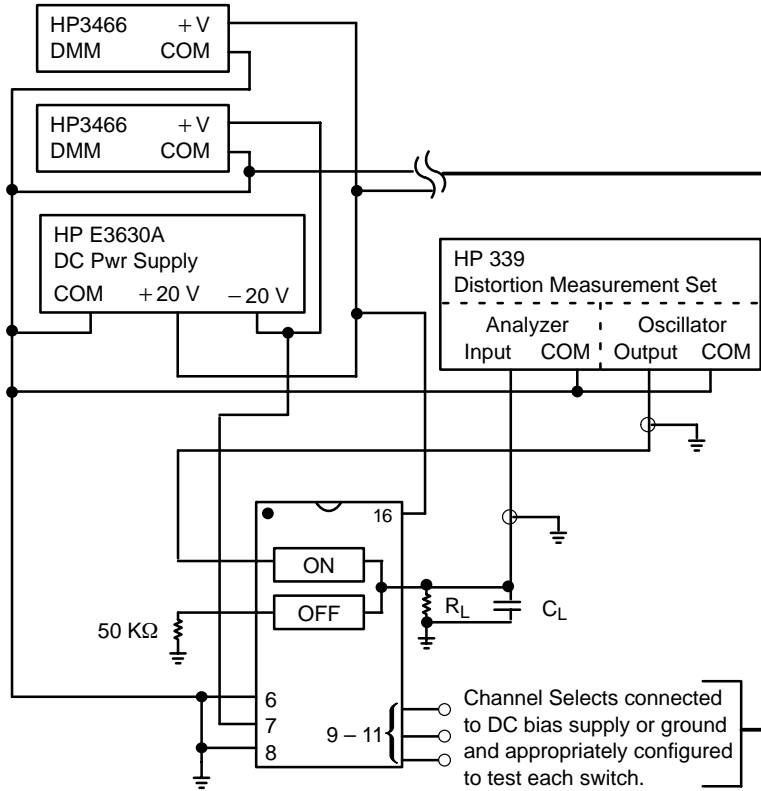 HP3466 + V
DMM COM
HP3466 + V
DMM COM
HP E3630A
DC Pwr Supply
COM + 20 V − 20 V
HP 339
Distortion Measurement Set
Analyzer Oscillator
Input COM Output COM
16
ON
OFF
RL
CL
50 KΩ
6
7
8
9 – 11
Channel Selects connected
to DC bias supply or ground
and appropriately configured
to test each switch.